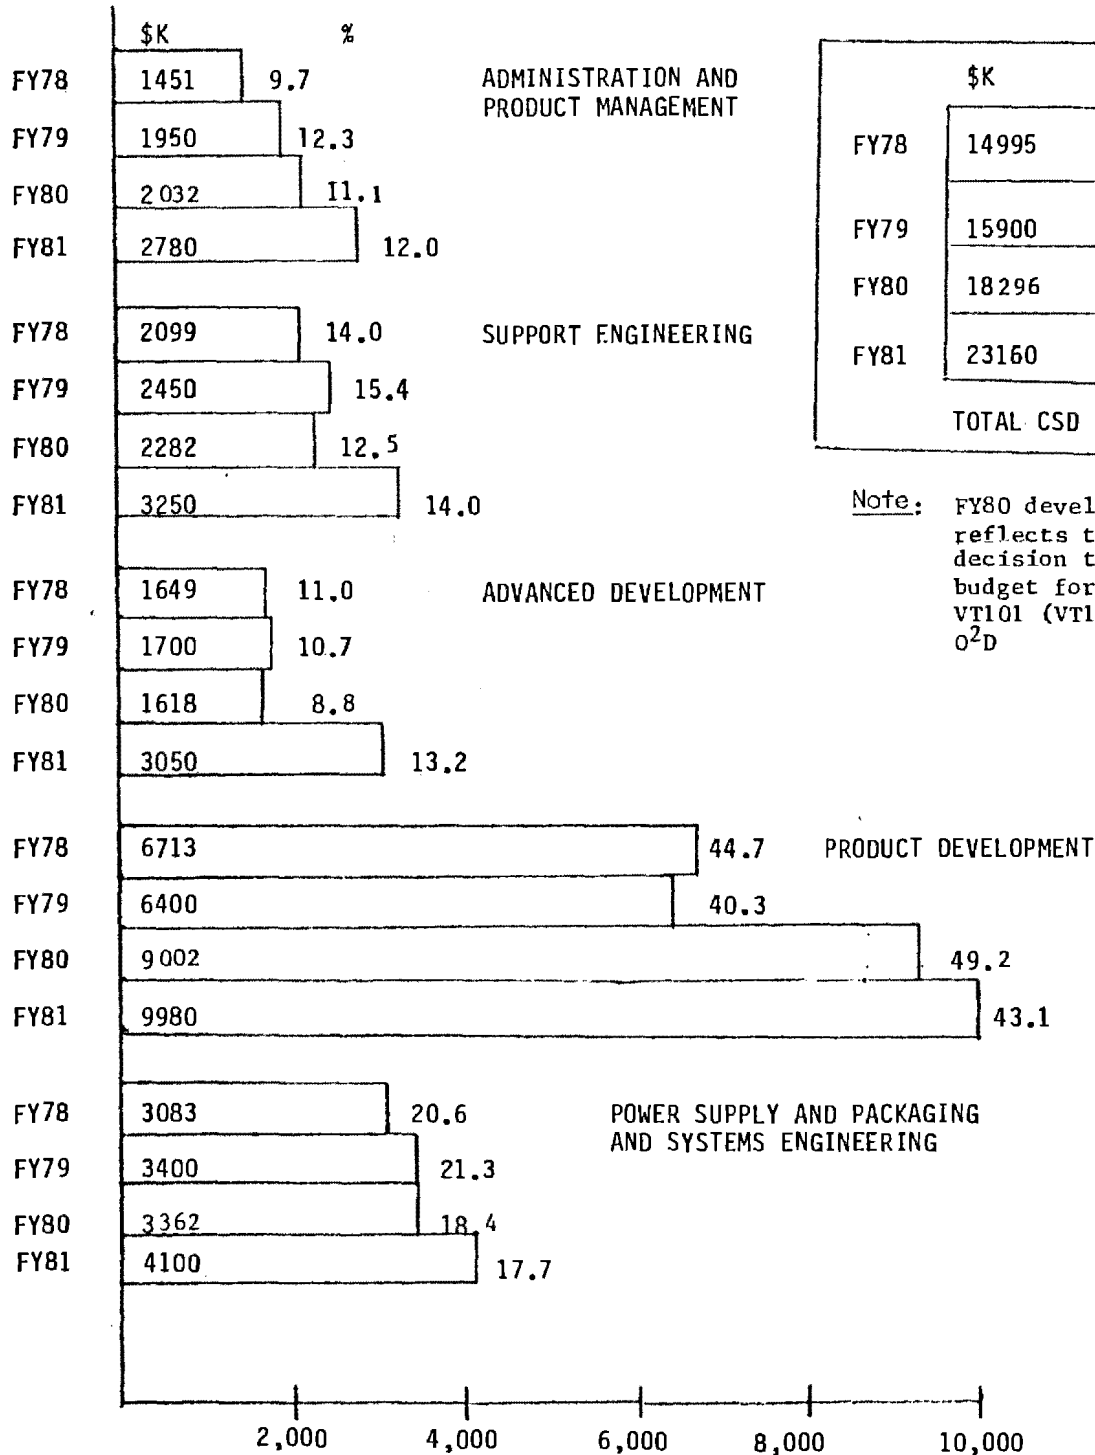 $K %
FY78 1451 9.7 ADMINISTRATION AND
PRODUCT MANAGEMENT
FY79 1950 12.3
FY80 2032 11.1
FY81 2780 12.0
FY78 2099 14.0 SUPPORT ENGINEERING
FY79 2450 15.4
FY80 2282 12.5
FY81 3250 14.0
FY78 1649 11.0 ADVANCED DEVELOPMENT
FY79 1700 10.7
FY80 1618 8.8
FY81 3050 13.2
FY78 6713 44.7 PRODUCT DEVELOPMENT
FY79 6400 40.3
FY80 9002 49.2
FY81 9980 43.1
FY78 3083 20.6 POWER SUPPLY AND PACKAGING
AND SYSTEMS ENGINEERING
FY79 3400 21.3
FY80 3362 18.4
FY81 4100 17.7
2,000 4,000 6,000 8,000 10,000
$K
FY78 14995
FY79 15900
FY80 18296
FY81 23160
TOTAL CSD
Note: FY80 devel
reflects t
decision t
budget for
VT101 (VT1
O²D